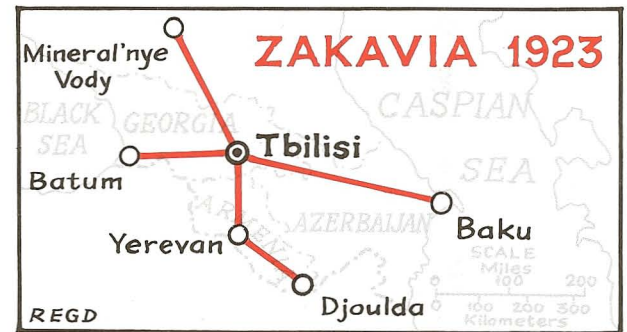 ZAKAVIA 1923
Mineral'nye
Vody
BLACK
SEA
GEORGIA
CASPIAN
SEA
Tbilisi
Batum
ARMENIA
AZERBAIJAN
Yerevan
Baku
Djoulda
SCALE
Miles
0 100 200
0 100 200 300
Kilometers
REGD